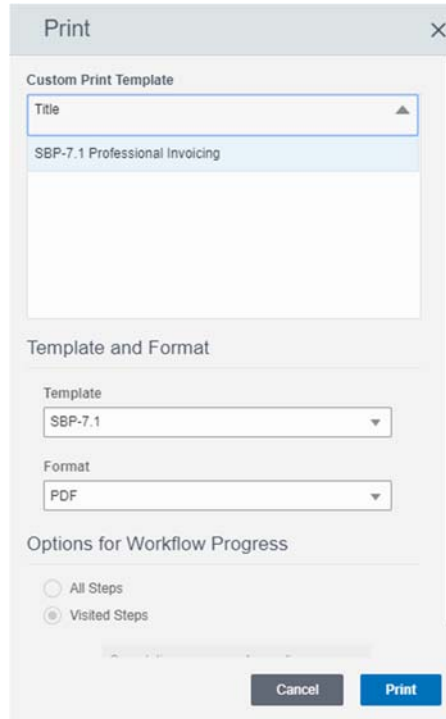 Print
Custom Print Template
Title
SBP-7.1 Professional Invoicing
Template and Format
Template
SBP-7.1
Format
PDF
Options for Workflow Progress
All Steps
Visited Steps
Cancel
Print